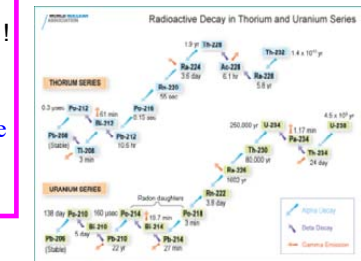 !
e
WORLD NUCLEAR
ASSOCIATION
Radioactive Decay in Thorium and Uranium Series
THORIUM SERIES
1.9 yr Th-228
Th-232 1.4 x 10¹⁰ yr
Ra-224
3.6 day
Ac-228
6.1 hr
Ra-228
5.8 yr
Rn-220
55 sec
0.3 µsec Po-212
61 min
Bi-212
Po-216
0.15 sec
Pb-208
(Stable)
Pb-212
10.6 hr
Tl-208
3 min
URANIUM SERIES
4.5 x 10⁹ yr
260,000 yr U-234
1.17 min
U-238
Pa-234
Th-230
80,000 yr
Th-234
24 day
Ra-226
1602 yr
Rn-222
3.8 day
Radon daughters
138 day Po-210
160 µsec Po-214
19.7 min
Po-218
3 min
Bi-210
5 day
Bi-214
Pb-206
(Stable)
Pb-210
22 yr
Pb-214
27 min
Alpha Decay
Beta Decay
Gamma Emission